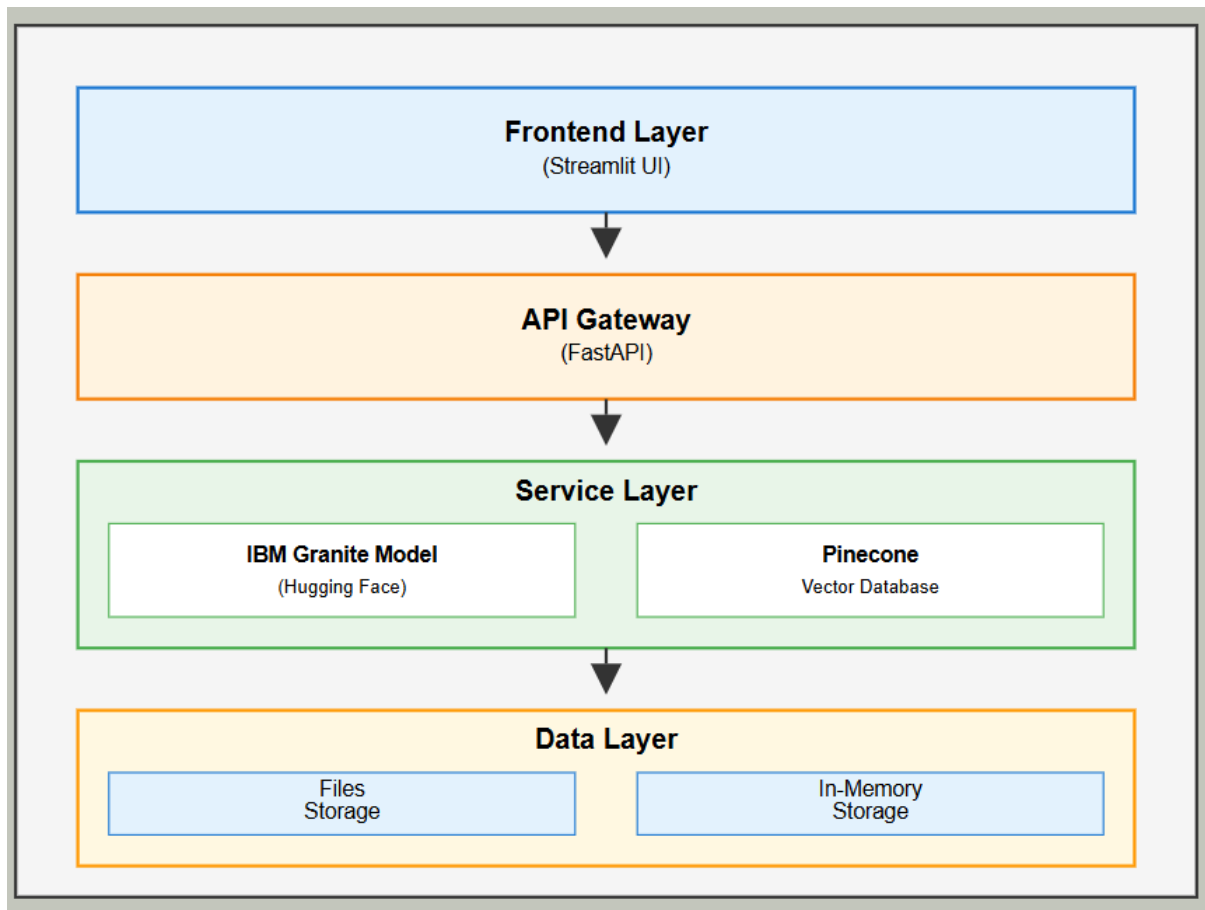 Frontend Layer
(Streamlit UI)
API Gateway
(FastAPI)
Service Layer
IBM Granite Model
(Hugging Face)
Pinecone
Vector Database
Data Layer
Files
Storage
In-Memory
Storage